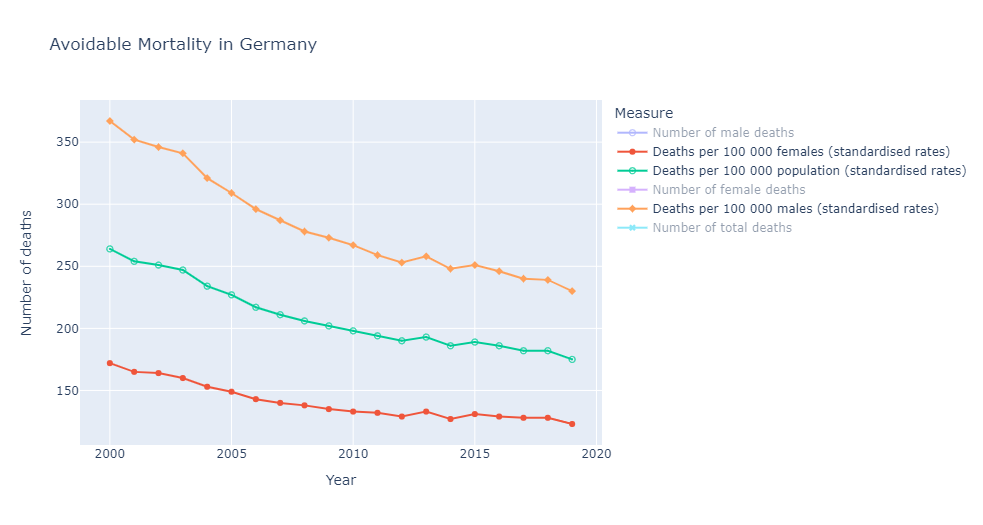 Avoidable Mortality in Germany
Number of deaths
350
300
250
200
150
2000
2005
2010
2015
2020
Year
Measure
Number of male deaths
Deaths per 100 000 females (standardised rates)
Deaths per 100 000 population (standardised rates)
Number of female deaths
Deaths per 100 000 males (standardised rates)
Number of total deaths